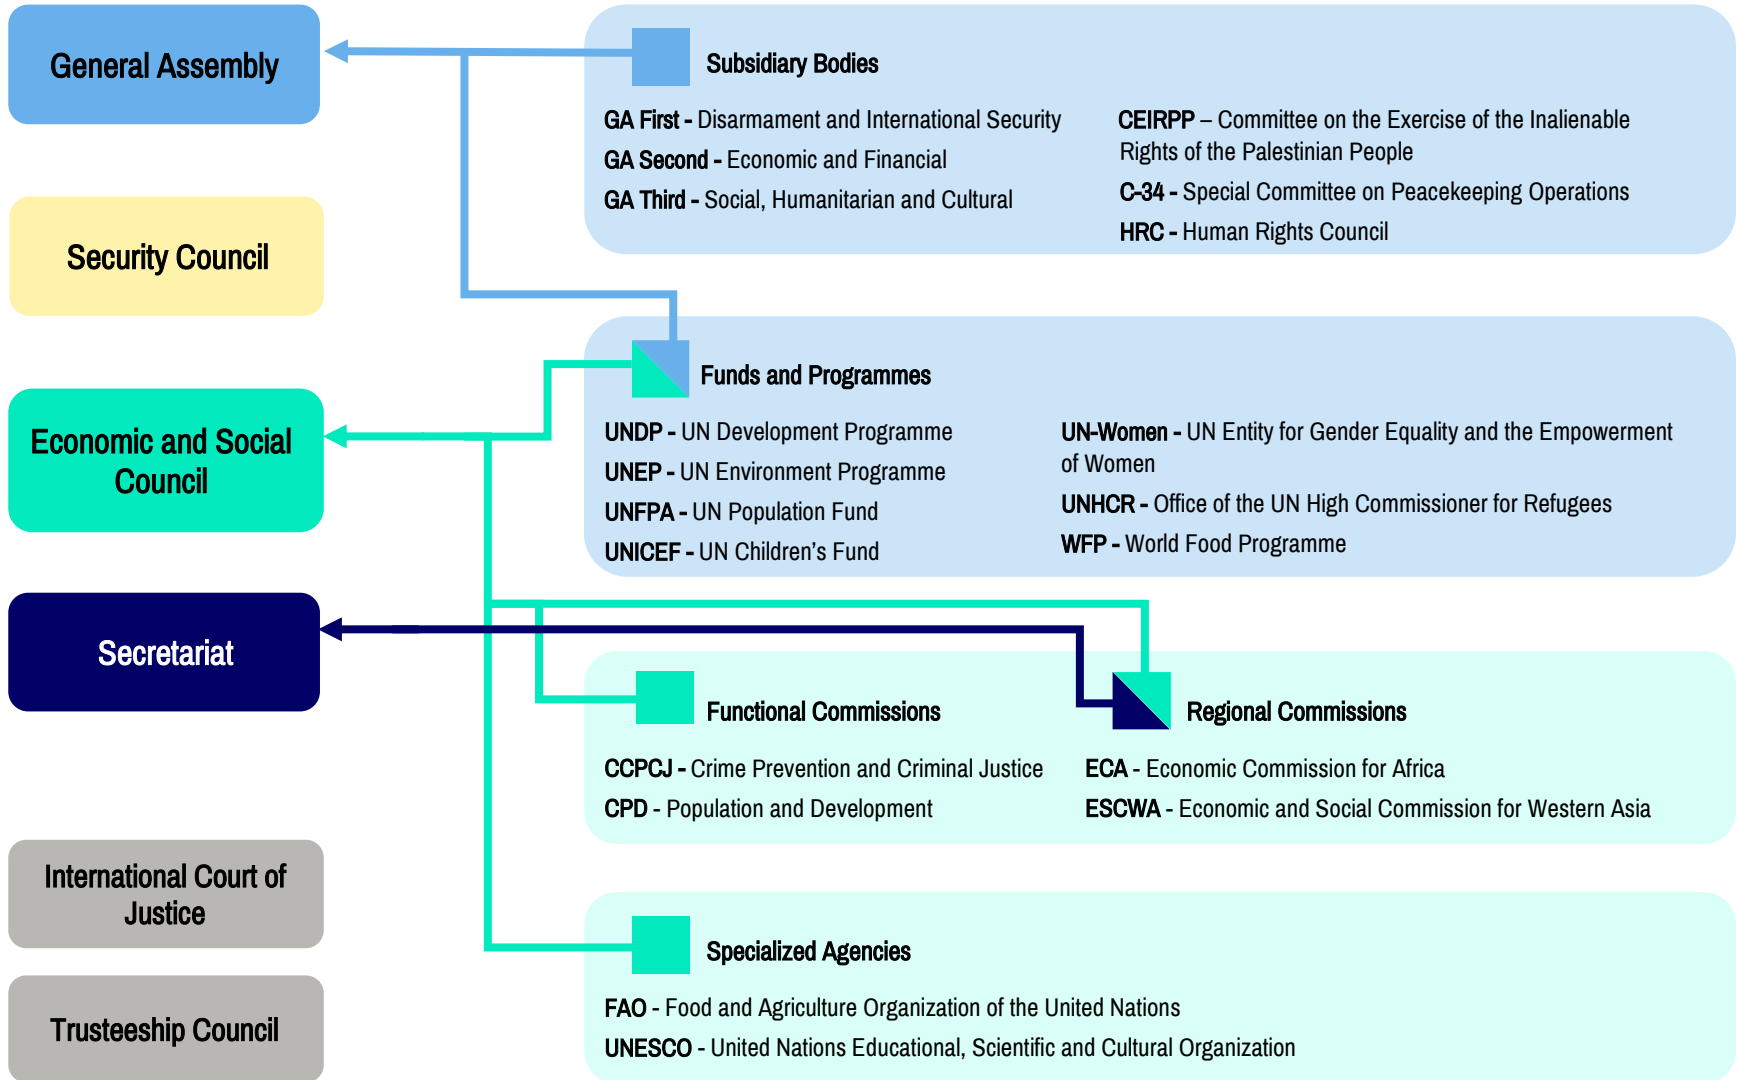 General Assembly
Security Council
Economic and Social
Council
Secretariat
International Court of
Justice
Trusteeship Council
Subsidiary Bodies
GA First - Disarmament and International Security
GA Second - Economic and Financial
GA Third - Social, Humanitarian and Cultural
CEIRPP – Committee on the Exercise of the Inalienable
Rights of the Palestinian People
C-34 - Special Committee on Peacekeeping Operations
HRC - Human Rights Council
Funds and Programmes
UNDP - UN Development Programme
UNEP - UN Environment Programme
UNFPA - UN Population Fund
UNICEF - UN Children’s Fund
UN-Women - UN Entity for Gender Equality and the Empowerment
of Women
UNHCR - Office of the UN High Commissioner for Refugees
WFP - World Food Programme
Functional Commissions
CCPCJ - Crime Prevention and Criminal Justice
CPD - Population and Development
Regional Commissions
ECA - Economic Commission for Africa
ESCWA - Economic and Social Commission for Western Asia
Specialized Agencies
FAO - Food and Agriculture Organization of the United Nations
UNESCO - United Nations Educational, Scientific and Cultural Organization